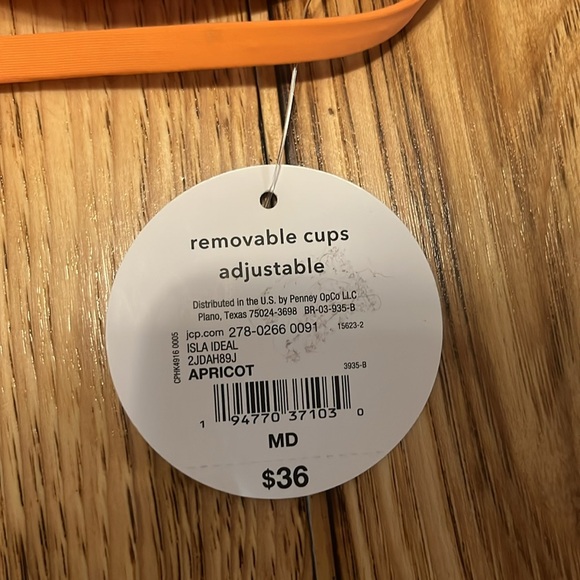 removable cups
adjustable
Distributed in the U.S. by Penney OpCo LLC
Plano, Texas 75024-3698 BR-03-935-B
jcp.com 278-0266 0091 15623-2
ISLA IDEAL
2JDAH89J
APRICOT 3935-B
CPHK4916 0005
1 94770 37103 0
MD
$36